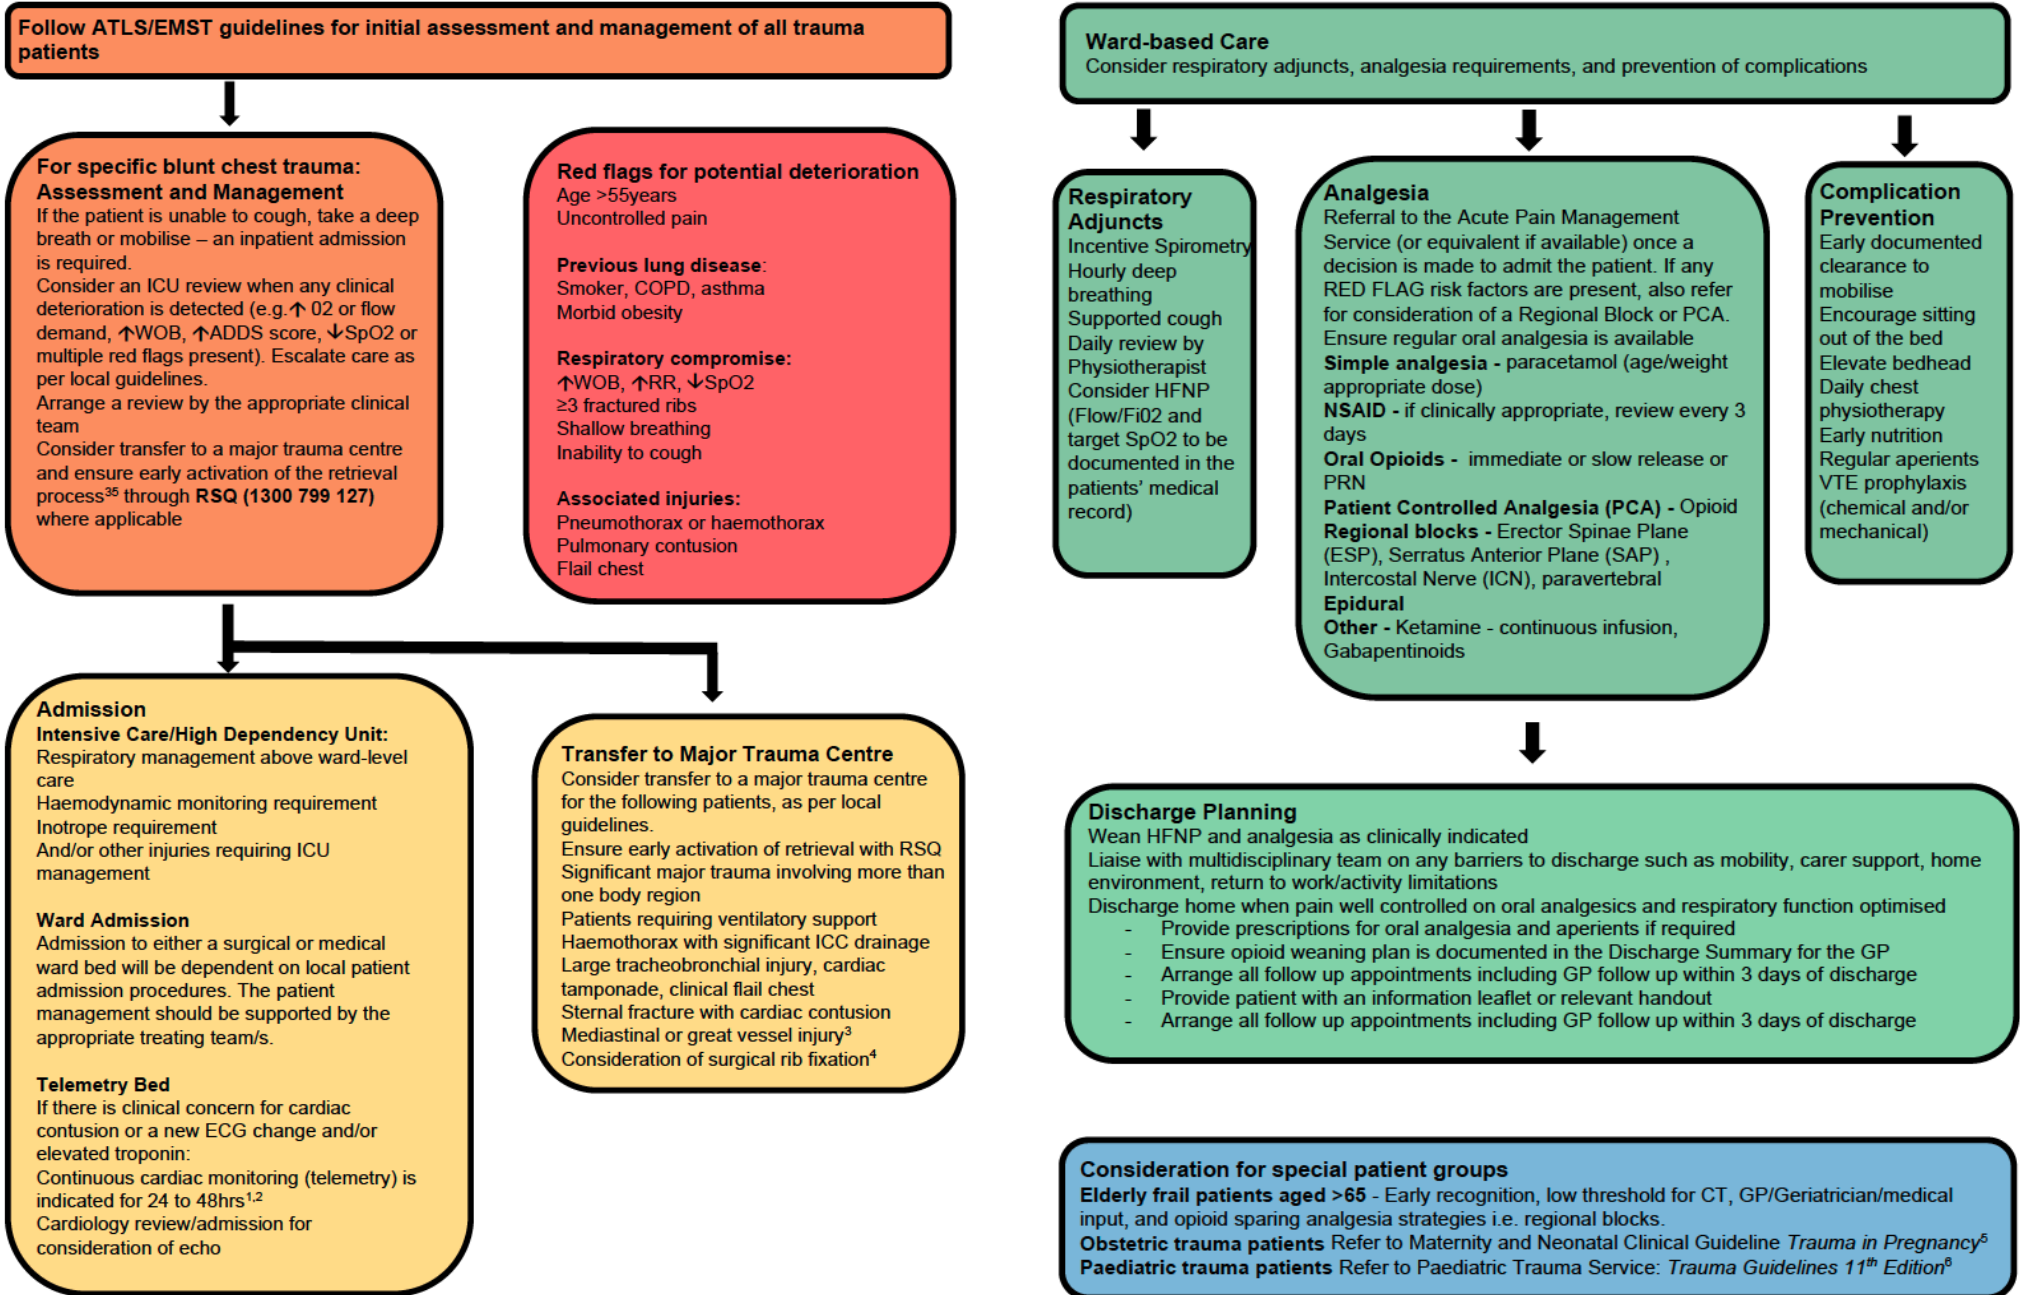 Follow ATLS/EMST guidelines for initial assessment and management of all trauma
patients
For specific blunt chest trauma:
Assessment and Management
If the patient is unable to cough, take a deep
breath or mobilise – an inpatient admission
is required.
Consider an ICU review when any clinical
deterioration is detected (e.g.↑ 02 or flow
demand, ↑WOB, ↑ADDS score, ↓SpO2 or
multiple red flags present). Escalate care as
per local guidelines.
Arrange a review by the appropriate clinical
team
Consider transfer to a major trauma centre
and ensure early activation of the retrieval
process³⁵ through RSQ (1300 799 127)
where applicable
Red flags for potential deterioration
Age >55years
Uncontrolled pain
Previous lung disease:
Smoker, COPD, asthma
Morbid obesity
Respiratory compromise:
↑WOB, ↑RR, ↓SpO2
≥3 fractured ribs
Shallow breathing
Inability to cough
Associated injuries:
Pneumothorax or haemothorax
Pulmonary contusion
Flail chest
Admission
Intensive Care/High Dependency Unit:
Respiratory management above ward-level
care
Haemodynamic monitoring requirement
Inotrope requirement
And/or other injuries requiring ICU
management
Ward Admission
Admission to either a surgical or medical
ward bed will be dependent on local patient
admission procedures. The patient
management should be supported by the
appropriate treating team/s.
Telemetry Bed
If there is clinical concern for cardiac
contusion or a new ECG change and/or
elevated troponin:
Continuous cardiac monitoring (telemetry) is
indicated for 24 to 48hrs¹,²
Cardiology review/admission for
consideration of echo
Transfer to Major Trauma Centre
Consider transfer to a major trauma centre
for the following patients, as per local
guidelines.
Ensure early activation of retrieval with RSQ
Significant major trauma involving more than
one body region
Patients requiring ventilatory support
Haemothorax with significant ICC drainage
Large tracheobronchial injury, cardiac
tamponade, clinical flail chest
Sternal fracture with cardiac contusion
Mediastinal or great vessel injury³
Consideration of surgical rib fixation⁴
Ward-based Care
Consider respiratory adjuncts, analgesia requirements, and prevention of complications
Respiratory
Adjuncts
Incentive Spirometry
Hourly deep
breathing
Supported cough
Daily review by
Physiotherapist
Consider HFNP
(Flow/Fi02 and
target SpO2 to be
documented in the
patients' medical
record)
Analgesia
Referral to the Acute Pain Management
Service (or equivalent if available) once a
decision is made to admit the patient. If any
RED FLAG risk factors are present, also refer
for consideration of a Regional Block or PCA.
Ensure regular oral analgesia is available
Simple analgesia - paracetamol (age/weight
appropriate dose)
NSAID - if clinically appropriate, review every 3
days
Oral Opioids - immediate or slow release or
PRN
Patient Controlled Analgesia (PCA) - Opioid
Regional blocks - Erector Spinae Plane
(ESP), Serratus Anterior Plane (SAP) ,
Intercostal Nerve (ICN), paravertebral
Epidural
Other - Ketamine - continuous infusion,
Gabapentinoids
Complication
Prevention
Early documented
clearance to
mobilise
Encourage sitting
out of the bed
Elevate bedhead
Daily chest
physiotherapy
Early nutrition
Regular aperients
VTE prophylaxis
(chemical and/or
mechanical)
Discharge Planning
Wean HFNP and analgesia as clinically indicated
Liaise with multidisciplinary team on any barriers to discharge such as mobility, carer support, home
environment, return to work/activity limitations
Discharge home when pain well controlled on oral analgesics and respiratory function optimised
- Provide prescriptions for oral analgesia and aperients if required
- Ensure opioid weaning plan is documented in the Discharge Summary for the GP
- Arrange all follow up appointments including GP follow up within 3 days of discharge
- Provide patient with an information leaflet or relevant handout
- Arrange all follow up appointments including GP follow up within 3 days of discharge
Consideration for special patient groups
Elderly frail patients aged >65 - Early recognition, low threshold for CT, GP/Geriatrician/medical
input, and opioid sparing analgesia strategies i.e. regional blocks.
Obstetric trauma patients Refer to Maternity and Neonatal Clinical Guideline Trauma in Pregnancy⁵
Paediatric trauma patients Refer to Paediatric Trauma Service: Trauma Guidelines 11th Edition⁶